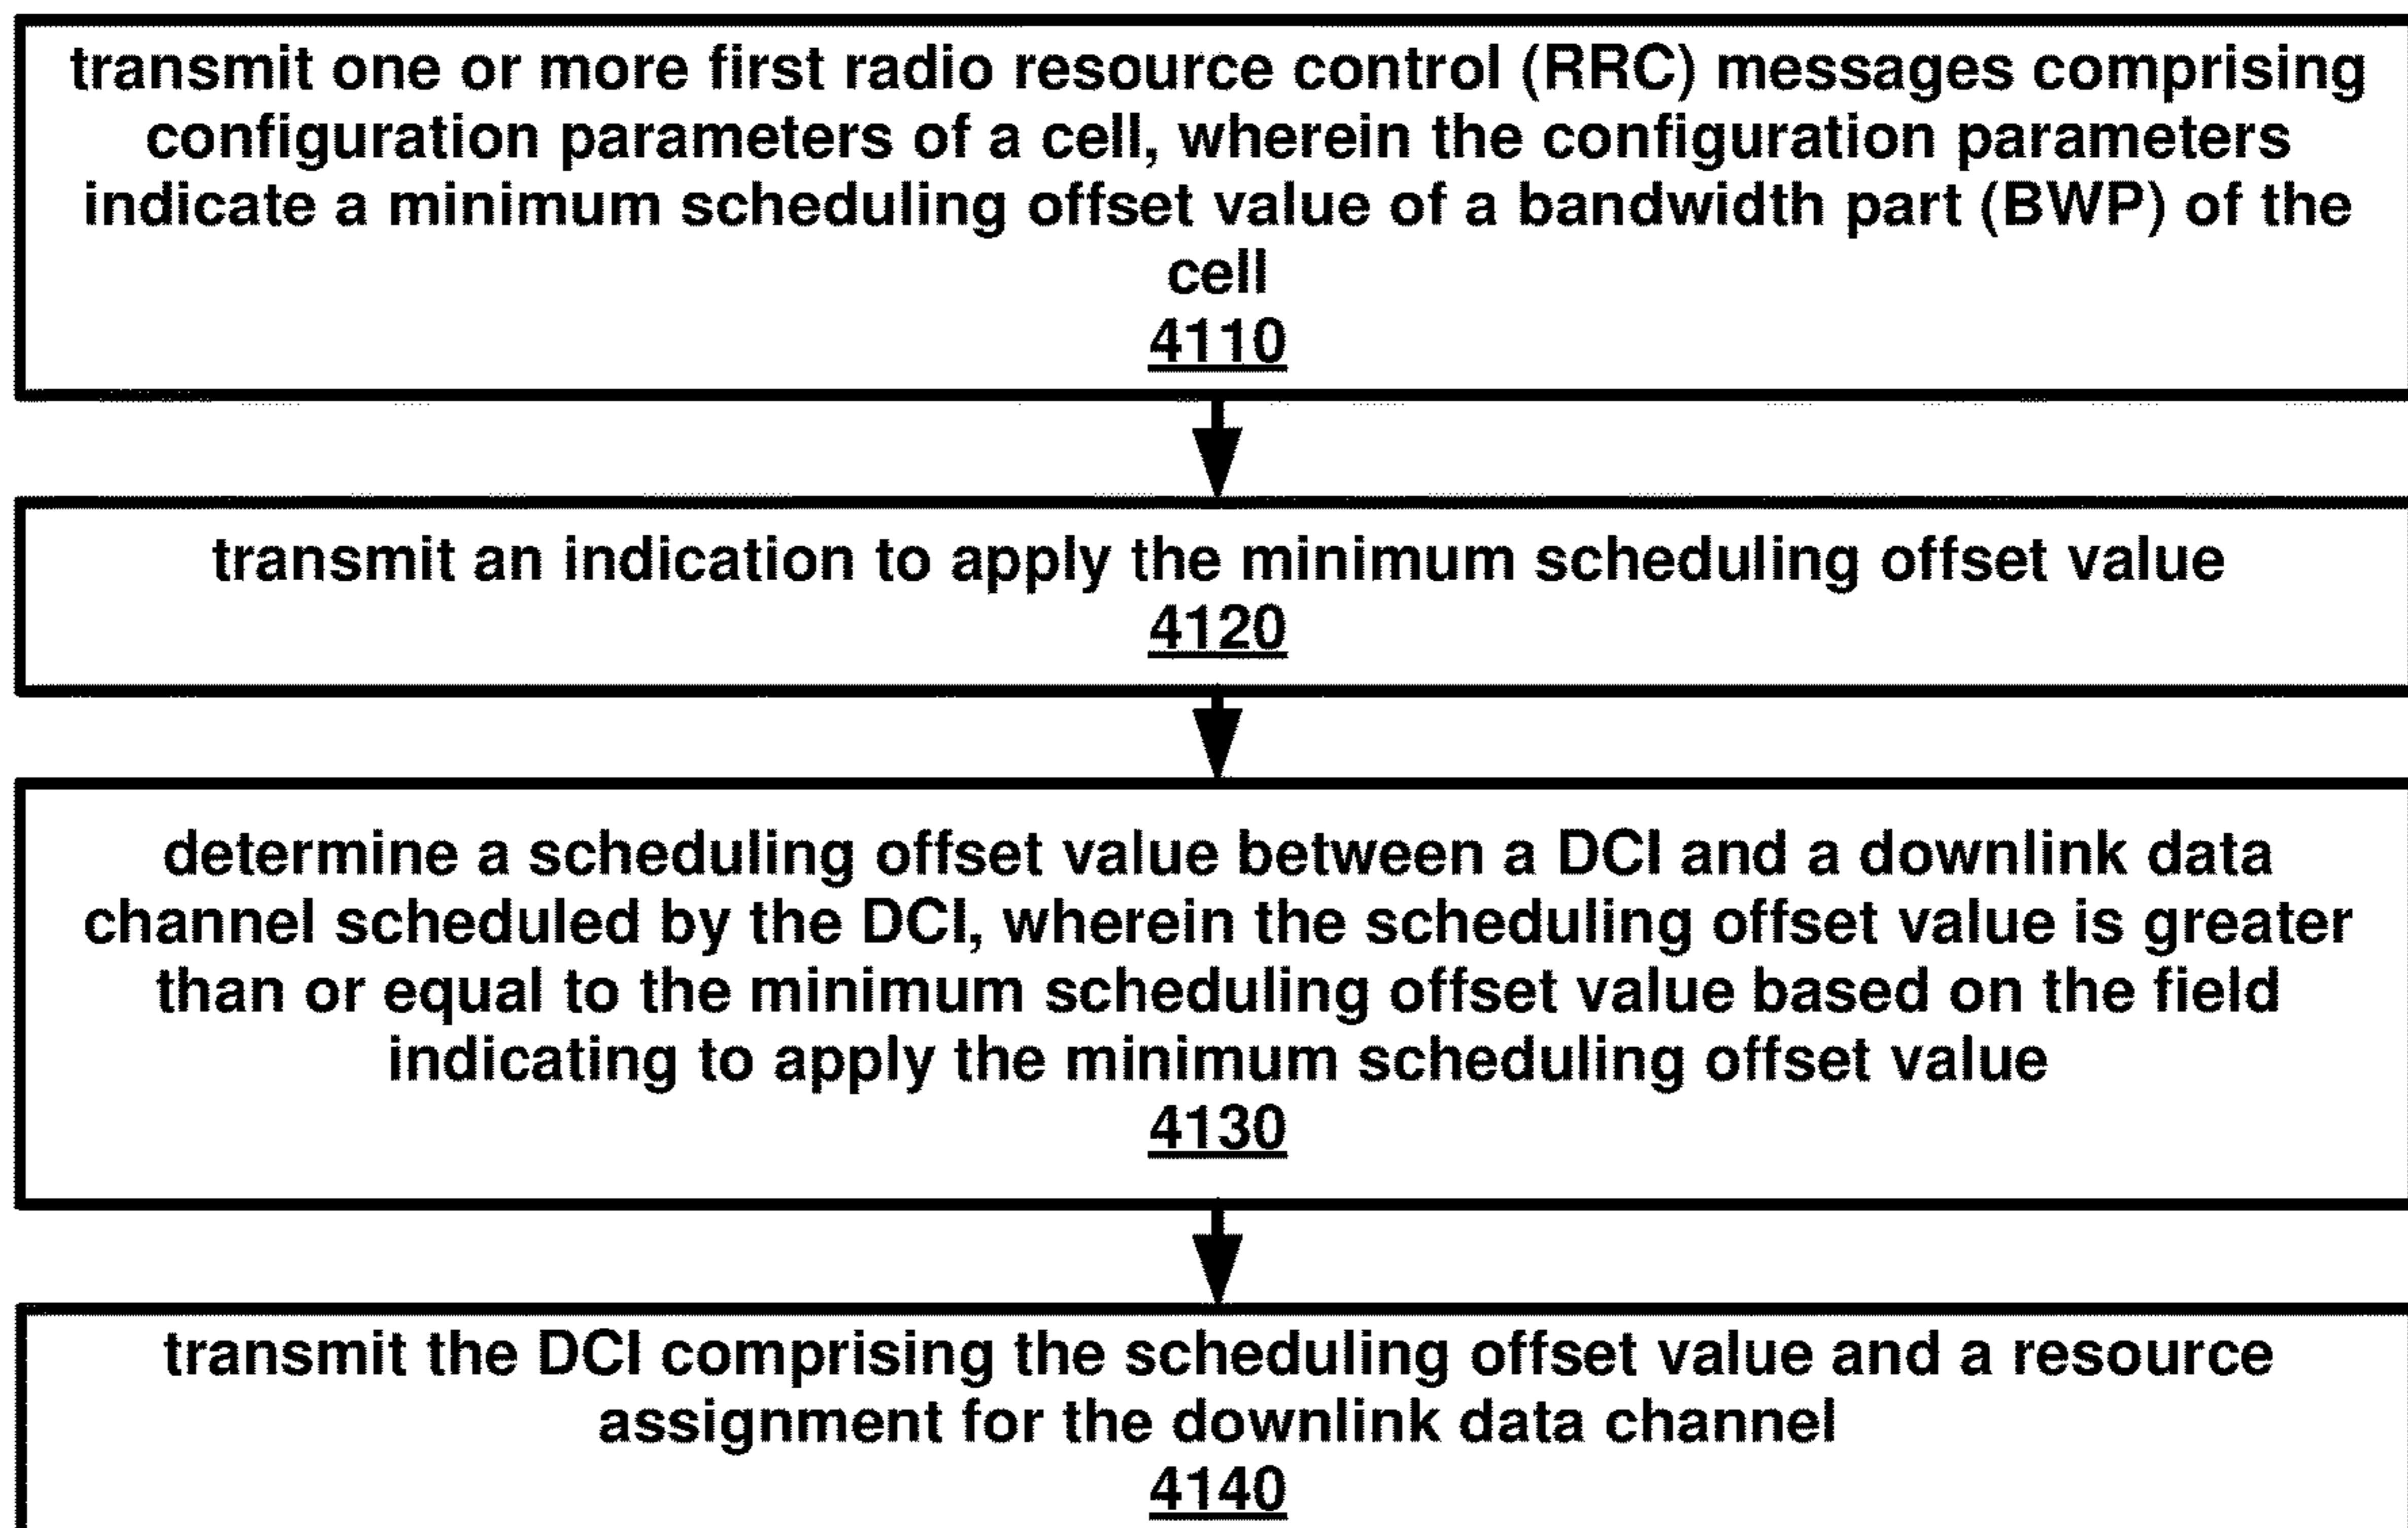 transmit one or more first radio resource control (RRC) messages comprising
configuration parameters of a cell, wherein the configuration parameters
indicate a minimum scheduling offset value of a bandwidth part (BWP) of the
cell
4110
transmit an indication to apply the minimum scheduling offset value
4120
determine a scheduling offset value between a DCI and a downlink data
channel scheduled by the DCI, wherein the scheduling offset value is greater
than or equal to the minimum scheduling offset value based on the field
indicating to apply the minimum scheduling offset value
4130
transmit the DCI comprising the scheduling offset value and a resource
assignment for the downlink data channel
4140